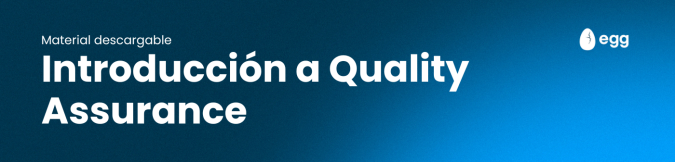 Material descargable
egg
Introducción a Quality
Assurance